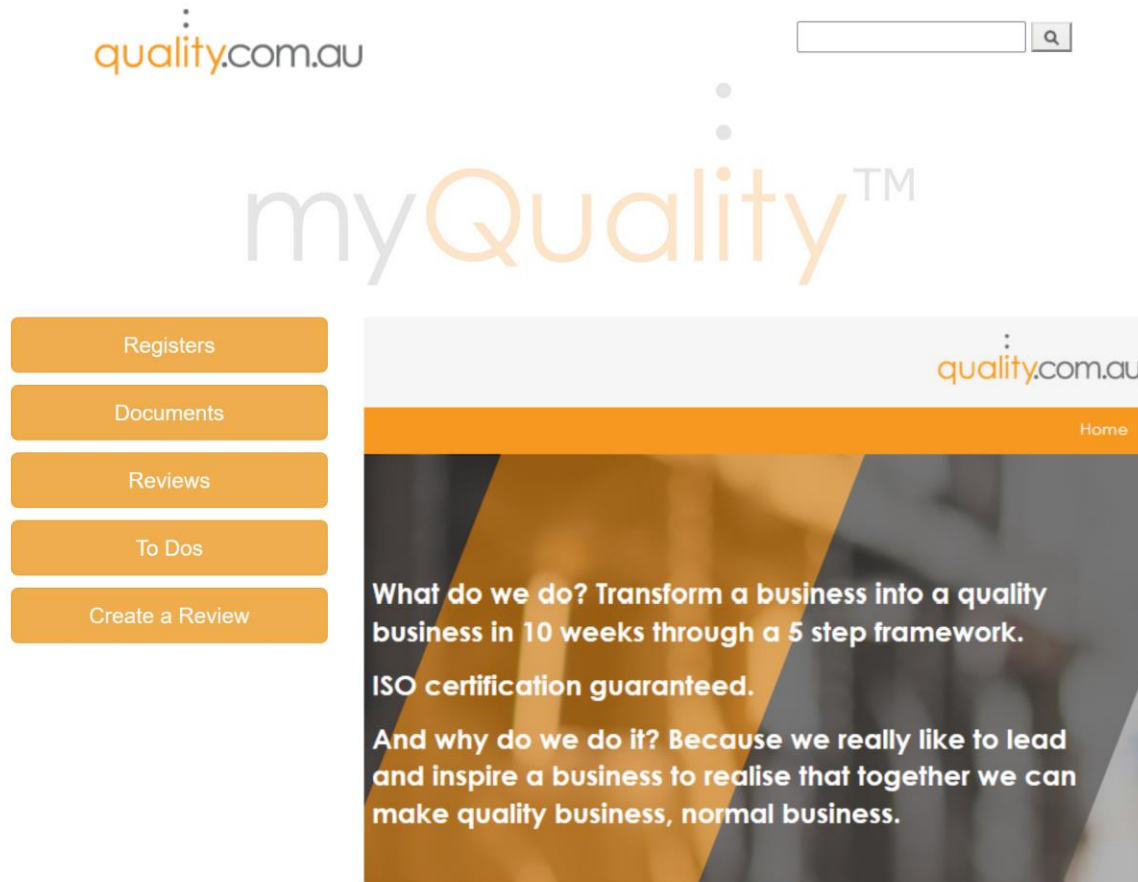 quality.com.au
myQuality™
Registers
Documents
Reviews
To Dos
Create a Review
quality.com.au
Home
What do we do? Transform a business into a quality
business in 10 weeks through a 5 step framework.
ISO certification guaranteed.
And why do we do it? Because we really like to lead
and inspire a business to realise that together we can
make quality business, normal business.